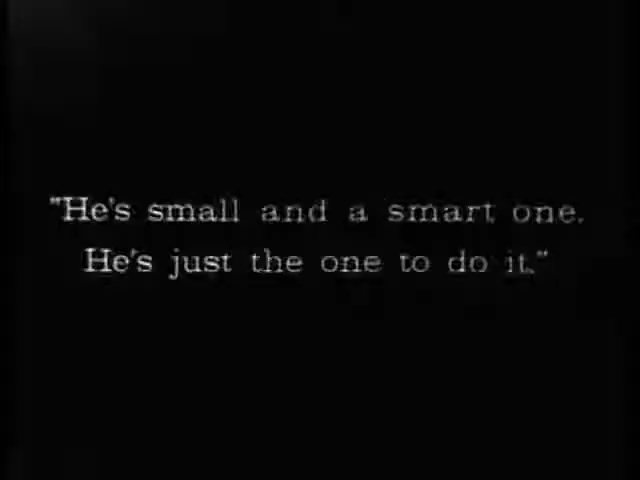 "He's small and a smart one.
He's just the one to do it."